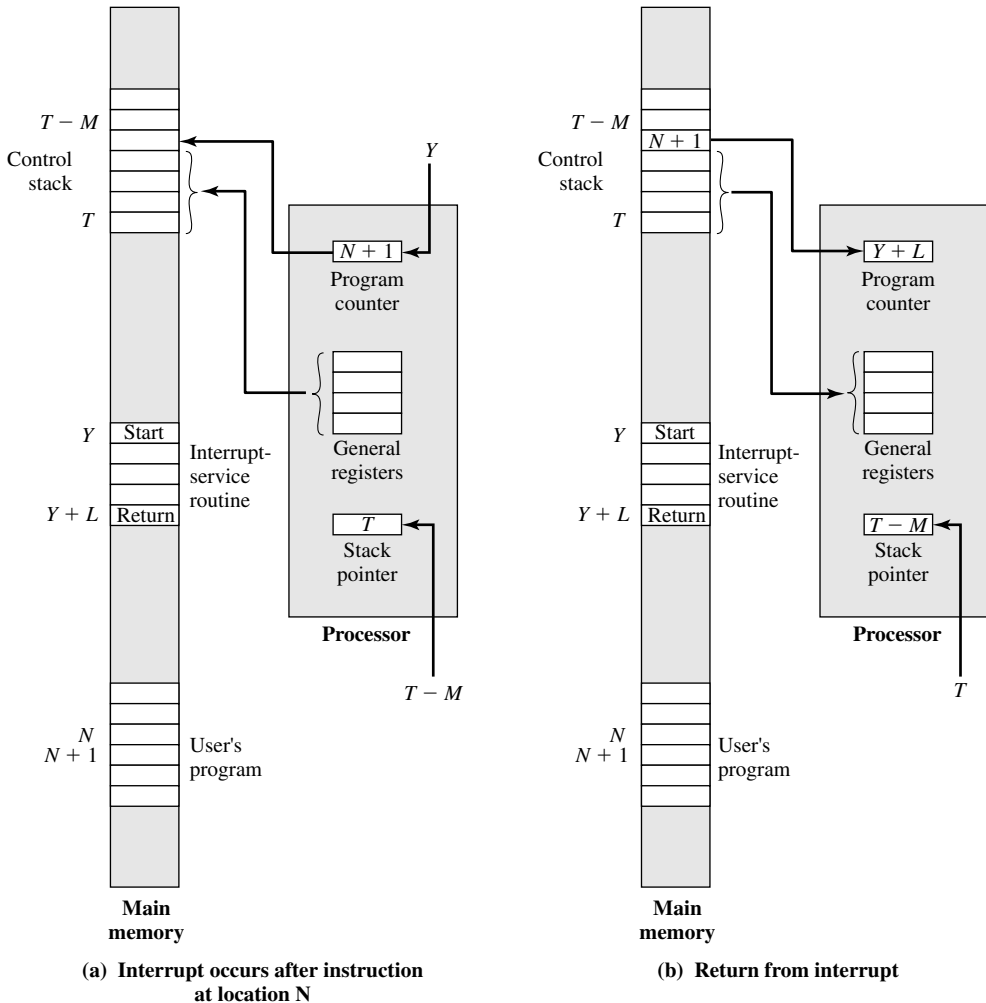 T − M
Control
stack
T
N + 1
Program
counter
Y
General
registers
Y
Start
Interrupt-
service
routine
Y + L
Return
T
Stack
pointer
Processor
T − M
N
N + 1
User's
program
Main
memory
(a) Interrupt occurs after instruction
at location N
T − M
N + 1
Control
stack
T
Y + L
Program
counter
General
registers
Y
Start
Interrupt-
service
routine
Y + L
Return
T − M
Stack
pointer
Processor
T
N
N + 1
User's
program
Main
memory
(b) Return from interrupt